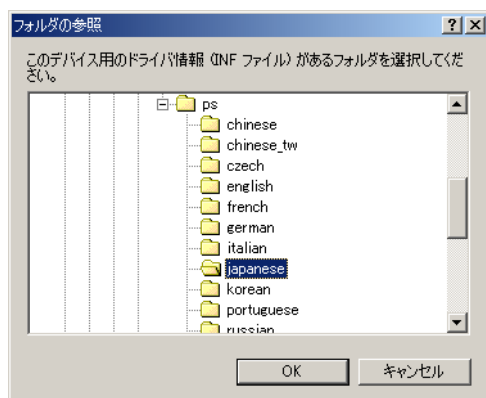 フォルダの参照
このデバイス用のドライバ情報 (INF ファイル) があるフォルダを選択してくだ
さい。
ps
chinese
chinese_tw
czech
english
french
german
italian
japanese
korean
portuguese
russian
OK
キャンセル